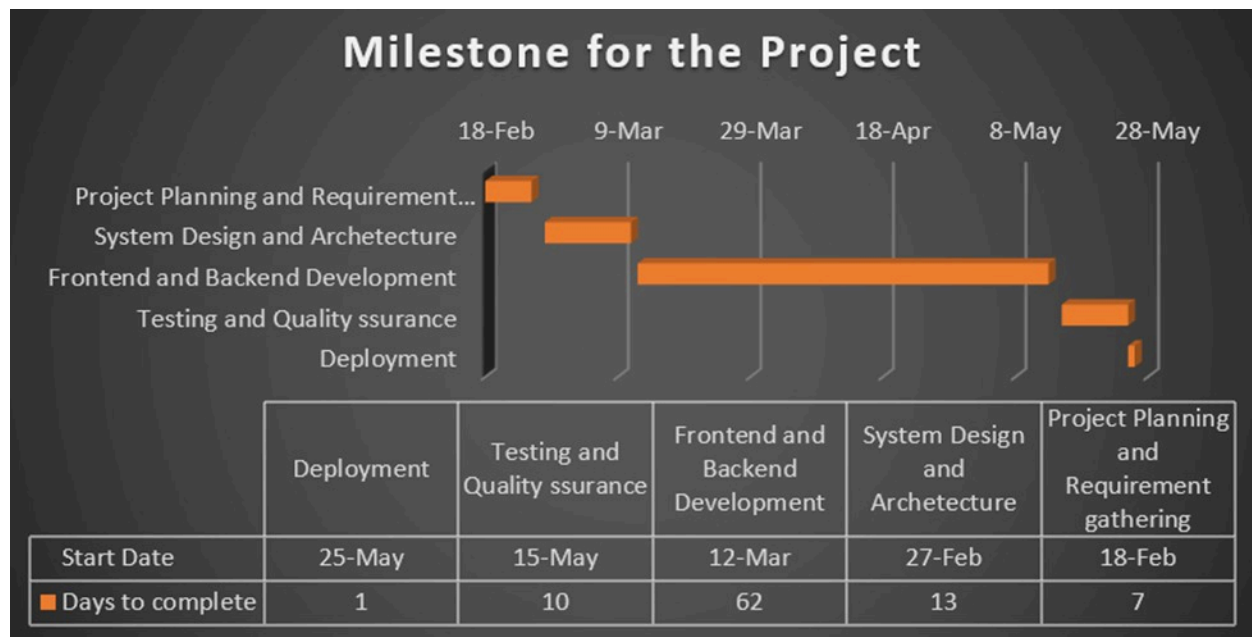 Milestone for the Project
18-Feb 9-Mar 29-Mar 18-Apr 8-May 28-May
Project Planning and Requirement...
System Design and Archetecture
Frontend and Backend Development
Testing and Quality ssurance
Deployment
Deployment
Testing and
Quality ssurance
Frontend and
Backend
Development
System Design
and
Archetecture
Project Planning
and
Requirement
gathering
Start Date 25-May 15-May 12-Mar 27-Feb 18-Feb
Days to complete 1 10 62 13 7